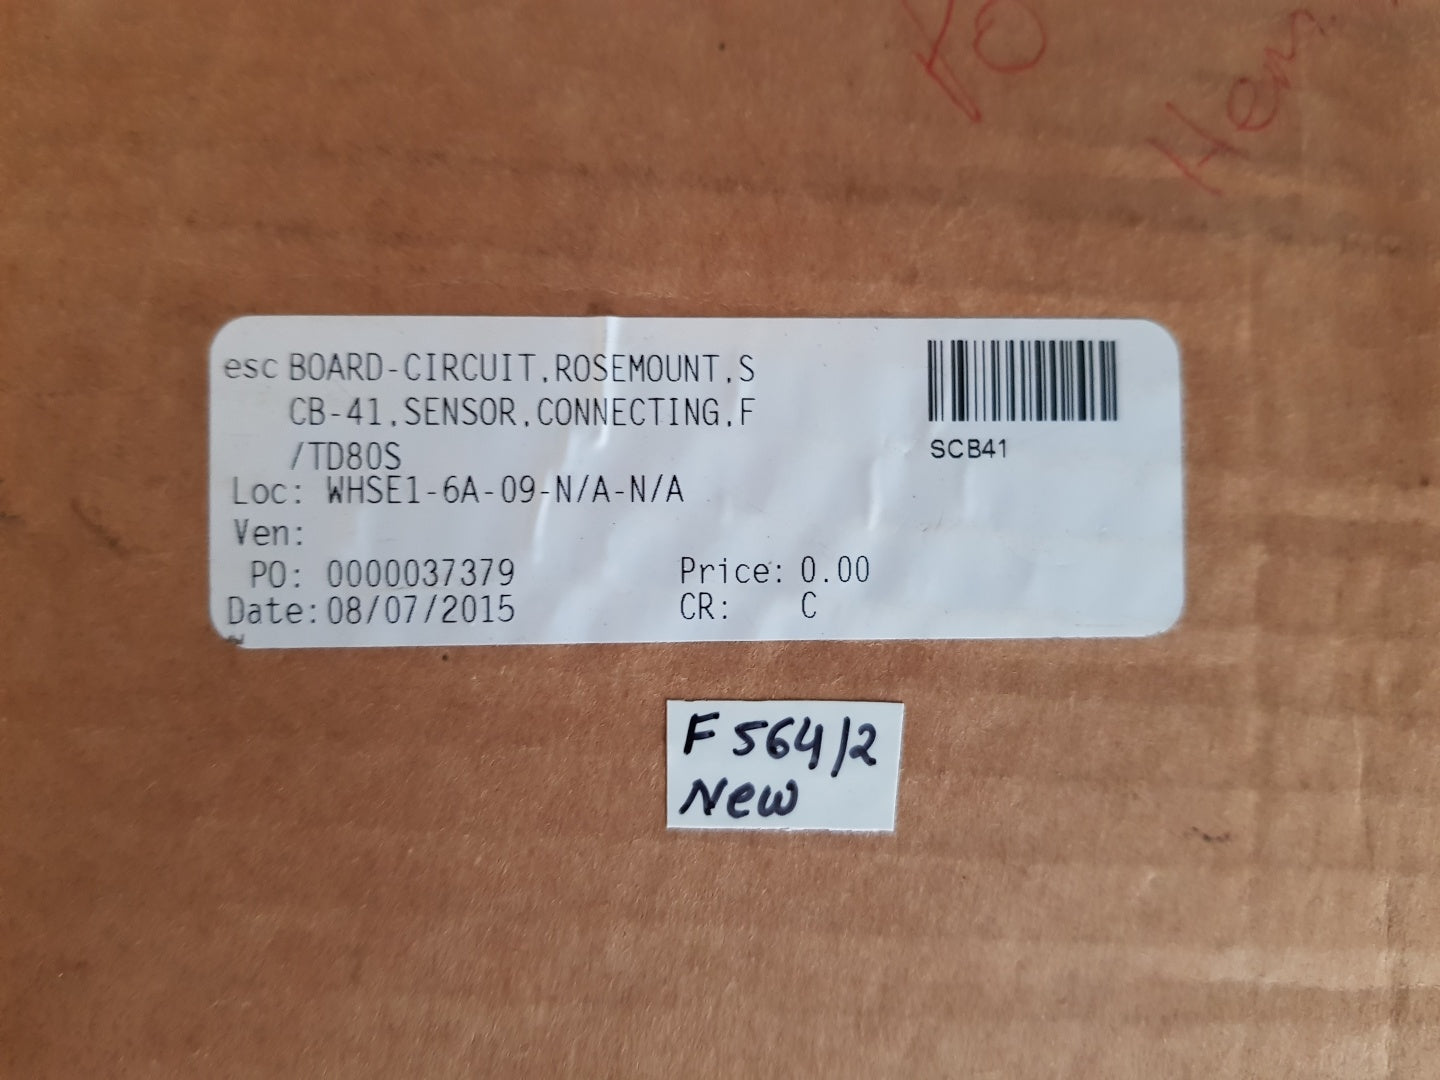 Hem
esc BOARD-CIRCUIT,ROSEMOUNT,S
CB-41,SENSOR,CONNECTING,F
/TD80S
SCB41
Loc: WHSE1-6A-09-N/A-N/A
Ven:
PO: 0000037379 Price: 0.00
Date: 08/07/2015 CR: C
F 564/2
New